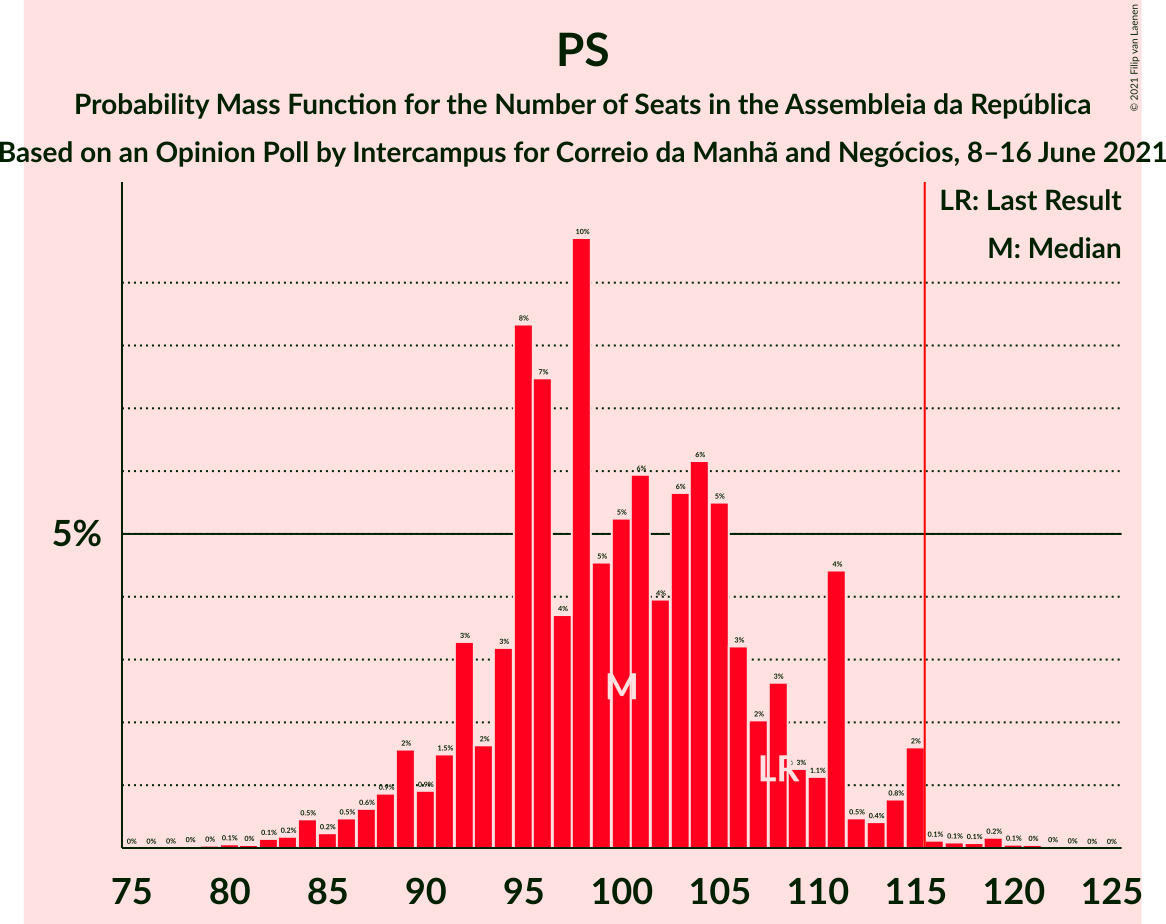 PS
Probability Mass Function for the Number of Seats in the Assembleia da República
Based on an Opinion Poll by Intercampus for Correio da Manhã and Negócios, 8–16 June 2021
© 2021 Filip van Laenen
LR: Last Result
M: Median
5%
0% 0% 0% 0% 0% 0.1% 0% 0.1% 0.2% 0.5% 0.2% 0.5% 0.6% 0.9% 2% 0.9% 1.5% 3% 2% 3% 8% 7% 4% 10% 5% 5% 6% 4% 6% 6% 5% 3% 2% 3% 1.1% 4% 0.5% 0.4% 0.8% 2% 0.1% 0.1% 0.1% 0.2% 0.1% 0% 0% 0% 0% 0%
M
LR
75 80 85 90 95 100 105 110 115 120 125